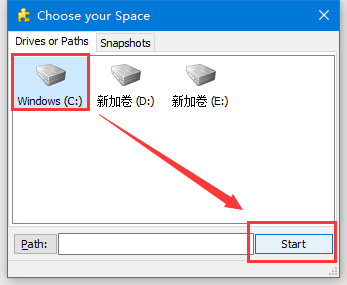 Choose your Space
Drives or Paths Snapshots
Windows (C:) 新加卷 (D:) 新加卷 (E:)
Path: Start